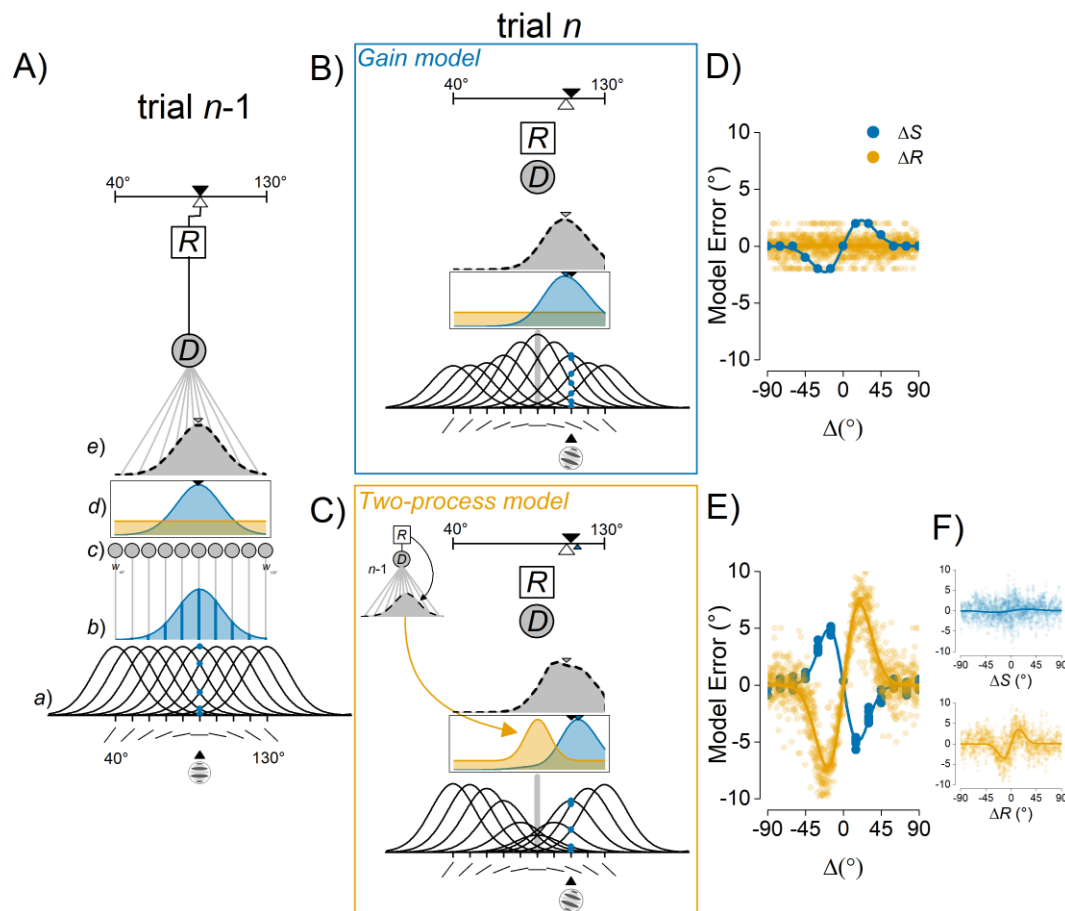 trial n
A)
trial n-1
40°
130°
R
D
e)
d)
c)
b)
a)
40°
130°
B)
Gain model
40°
130°
R
D
C)
Two-process model
R
D
n-1
40°
130°
R
D
D)
10
5
0
-5
-10
Model Error (°)
-90 -45 0 45 90
Δ(°)
ΔS
ΔR
E)
10
5
0
-5
-10
Model Error (°)
-90 -45 0 45 90
Δ(°)
F)
10
5
0
-5
-10
-90 -45 0 45 90
ΔS (°)
10
5
0
-5
-10
-90 -45 0 45 90
ΔR (°)